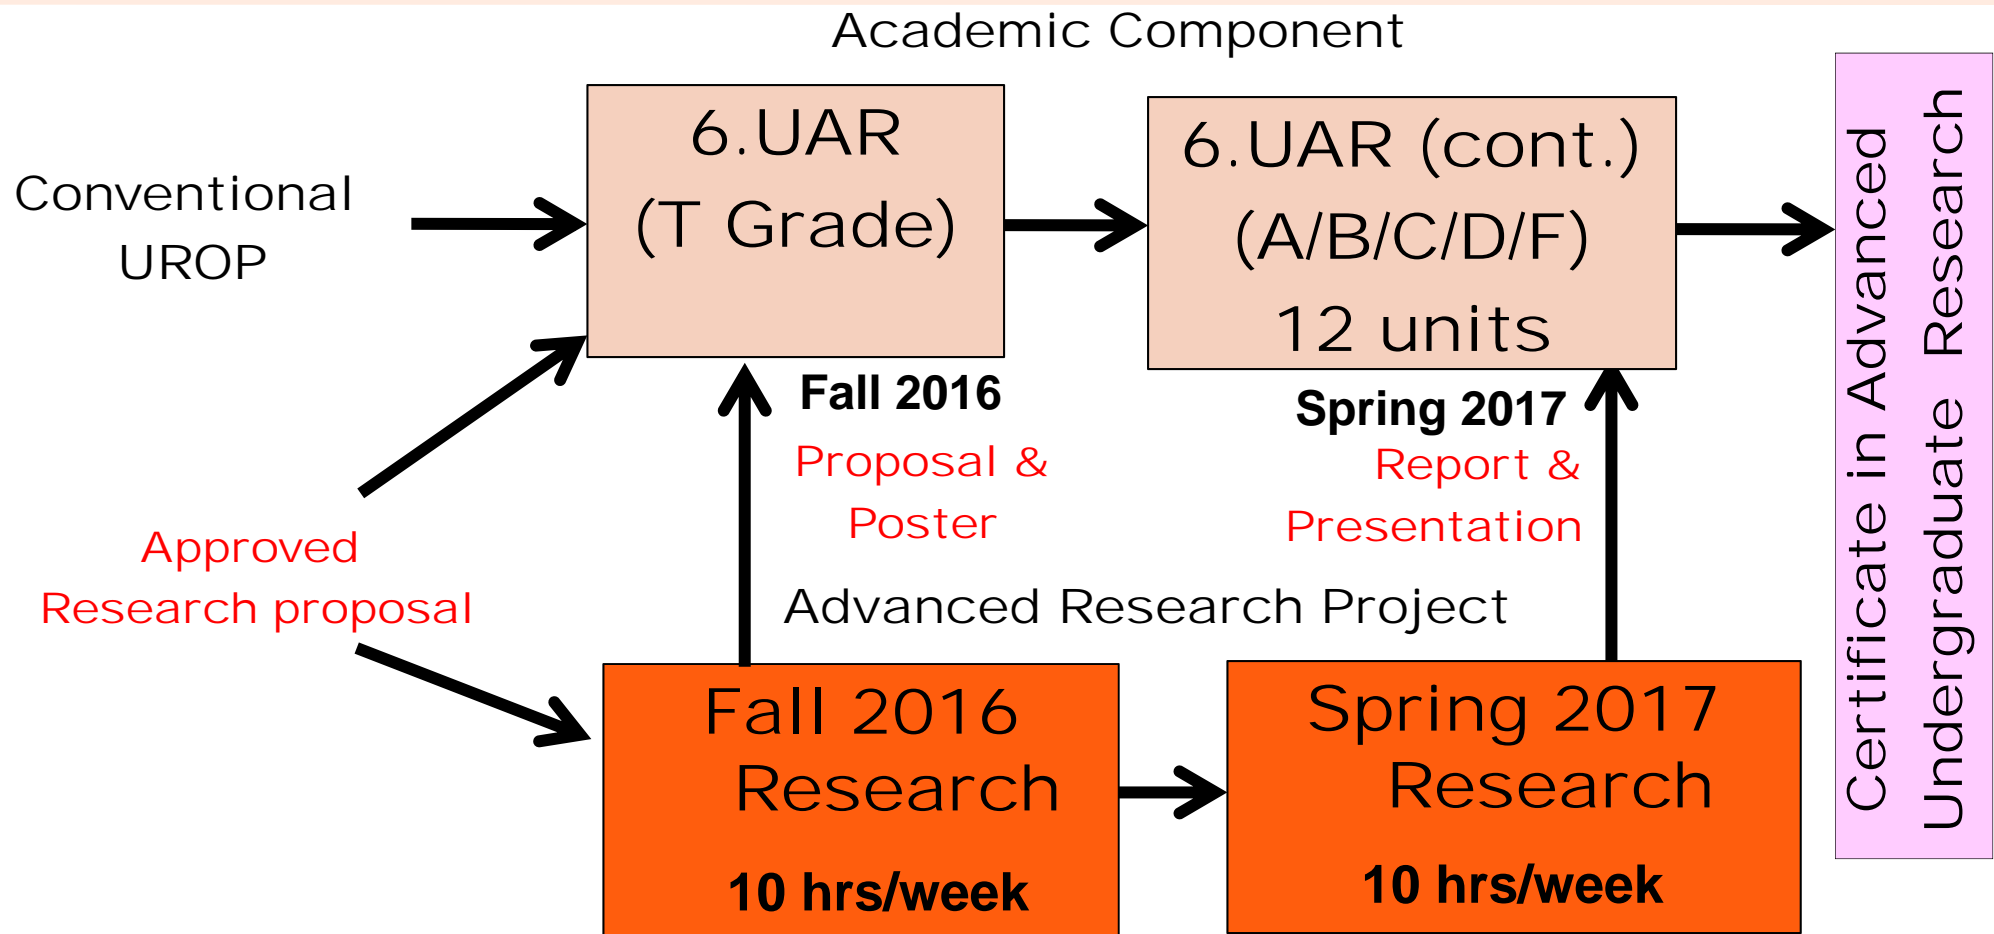 Academic Component
Conventional
UROP
6.UAR
(T Grade)
6.UAR (cont.)
(A/B/C/D/F)
12 units
Fall 2016
Proposal &
Poster
Spring 2017
Report &
Presentation
Approved
Research proposal
Advanced Research Project
Fall 2016
Research
10 hrs/week
Spring 2017
Research
10 hrs/week
Certificate in Advanced
Undergraduate Research